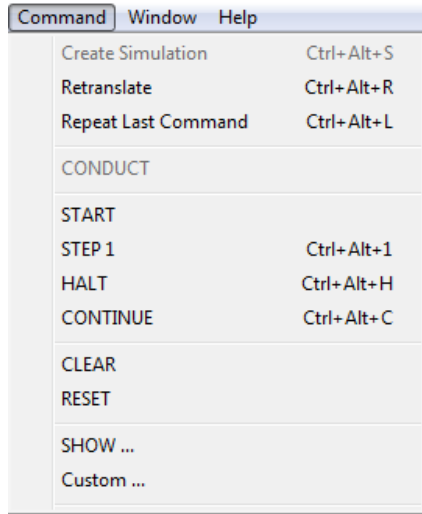 Command Window Help
Create Simulation Ctrl+Alt+S
Retranslate Ctrl+Alt+R
Repeat Last Command Ctrl+Alt+L
CONDUCT
START
STEP 1 Ctrl+Alt+1
HALT Ctrl+Alt+H
CONTINUE Ctrl+Alt+C
CLEAR
RESET
SHOW ...
Custom ...